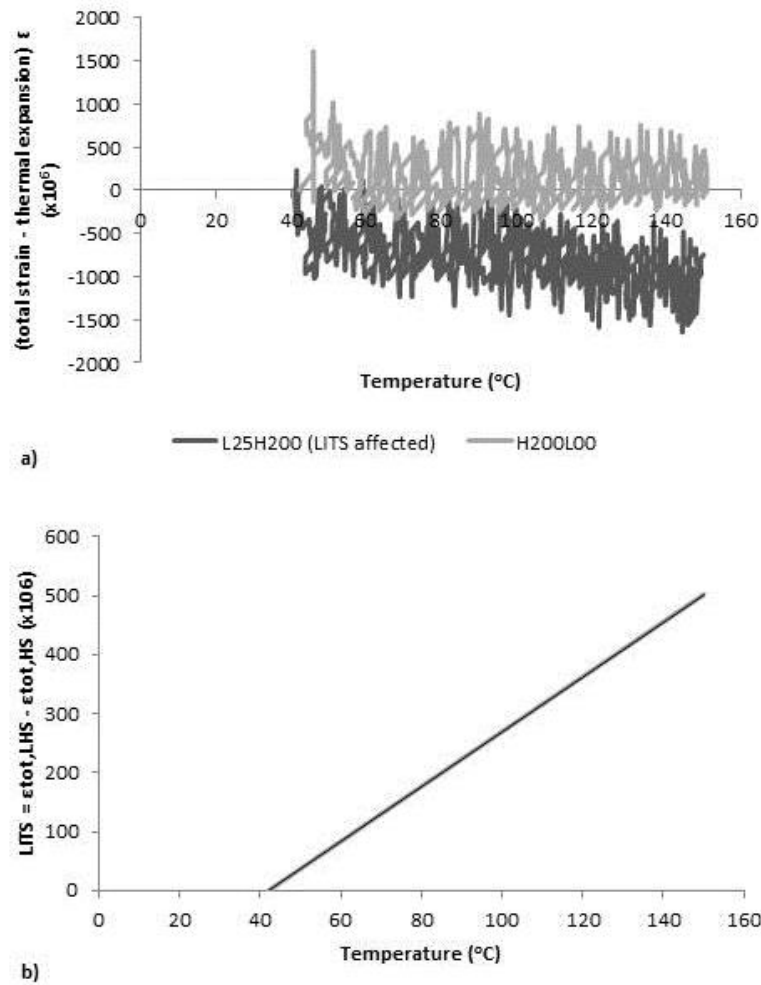 (total strain - thermal expansion) ε
(x10⁶)
2000
1500
1000
500
0
-500
-1000
-1500
-2000
0 20 40 60 80 100 120 140 160
Temperature (°C)
L25H200 (LITS affected) H200L00
a)
LITS = εtot,LHS - εtot,HS (x106)
600
500
400
300
200
100
0
0 20 40 60 80 100 120 140 160
Temperature (°C)
b)